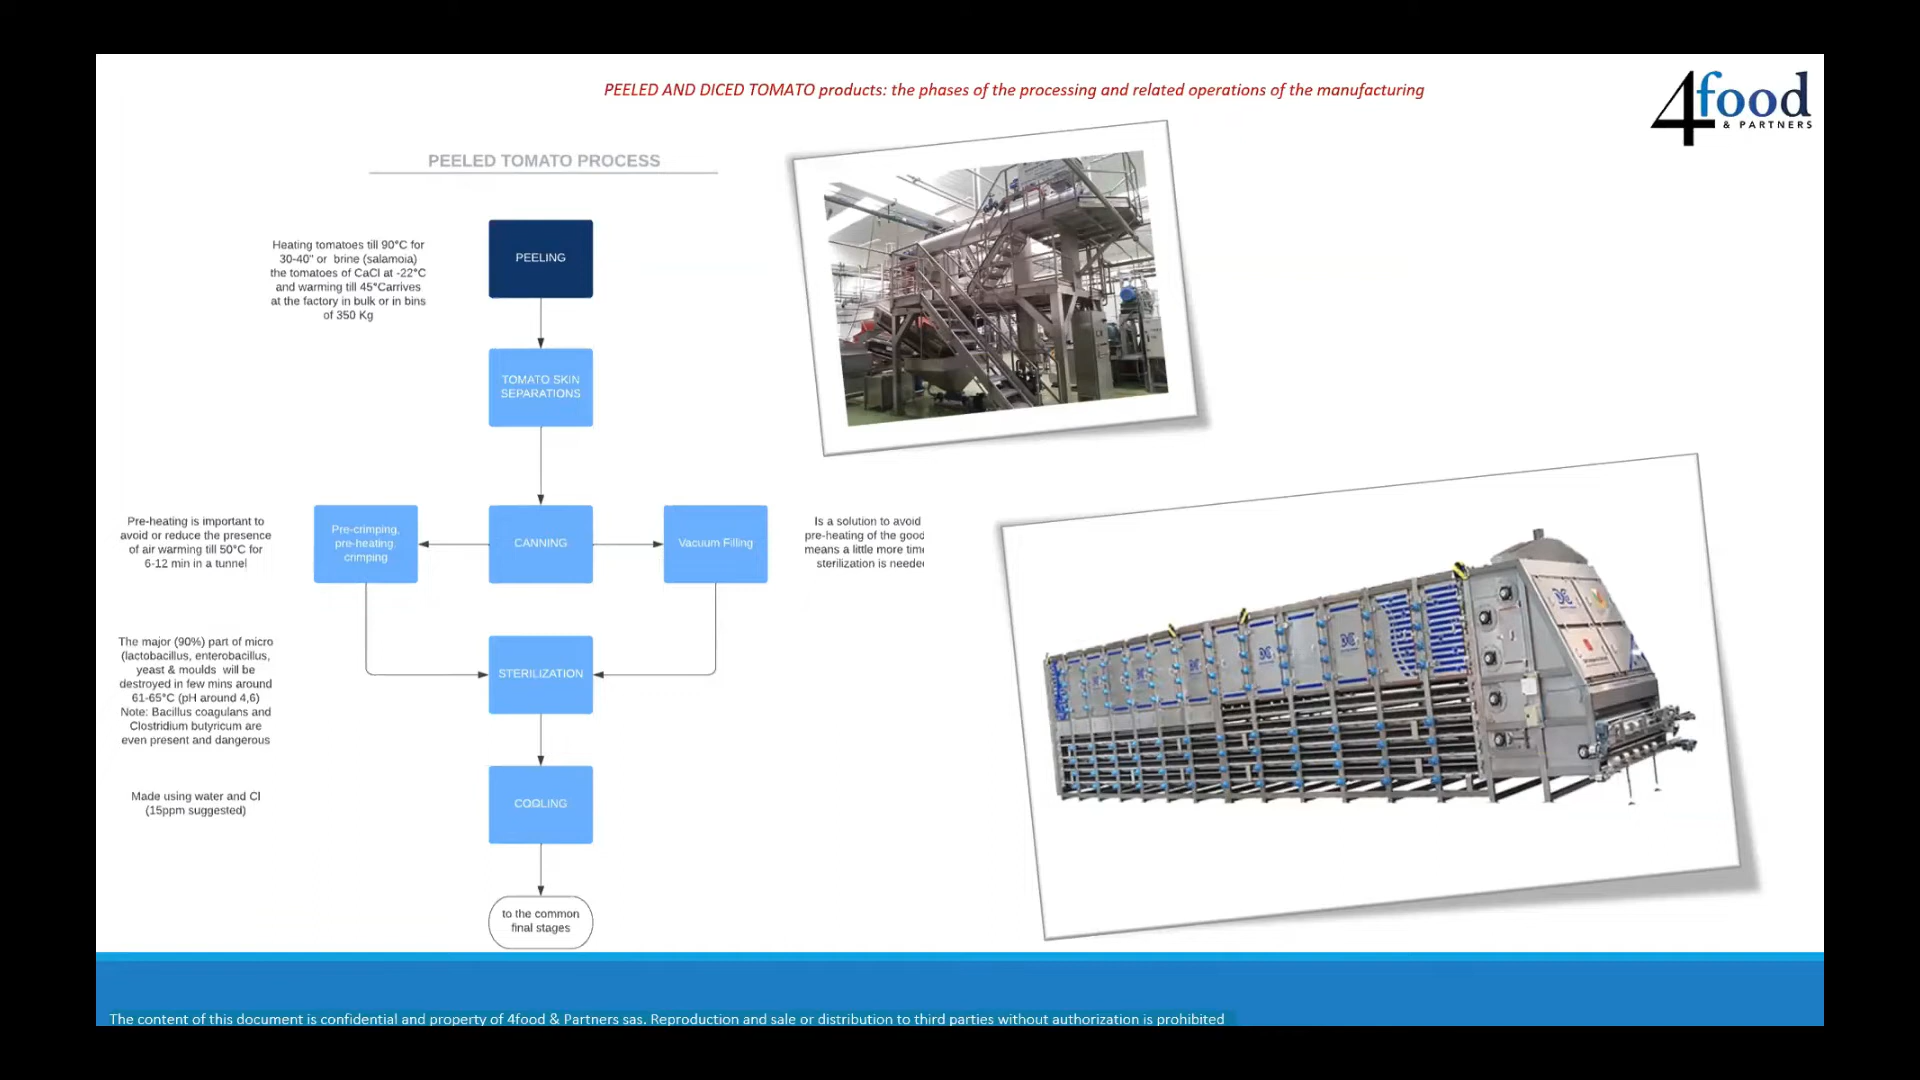 PEELED AND DICED TOMATO products: the phases of the processing and related operations of the manufacturing
4food
& PARTNERS
PEELED TOMATO PROCESS
Heating tomatoes till 90°C for
30-40" or brine (salamoia)
the tomatoes of CaCl at -22°C
and warming till 45°Carrives
at the factory in bulk or in bins
of 350 Kg
PEELING
TOMATO SKIN
SEPARATIONS
Pre-heating is important to
avoid or reduce the presence
of air warming till 50°C for
6-12 min in a tunnel
Pre-crimping,
pre-heating,
crimping
CANNING
Vacuum Filling
Is a solution to avoid
pre-heating of the good
means a little more time
sterilization is neede
The major (90%) part of micro
(lactobacillus, enterobacillus,
yeast & moulds will be
destroyed in few mins around
61-65°C (pH around 4,6)
Note: Bacillus coagulans and
Clostridium butyricum are
even present and dangerous
STERILIZATION
Made using water and Cl
(15ppm suggested)
COOLING
to the common
final stages
The content of this document is confidential and property of 4food & Partners sas. Reproduction and sale or distribution to third parties without authorization is prohibited